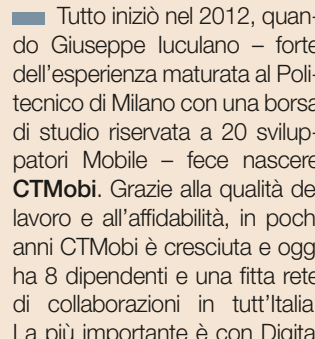 Tutto iniziò nel 2012, quan-
do Giuseppe Iuculano – forte
dell'esperienza maturata al Poli-
tecnico di Milano con una borsa
di studio riservata a 20 svilup-
patori Mobile – fece nascere
CTMobi. Grazie alla qualità de
lavoro e all'affidabilità, in poch
anni CTMobi è cresciuta e ogg
ha 8 dipendenti e una fitta rete
di collaborazioni in tutt'Italia
La più importante è con Digita